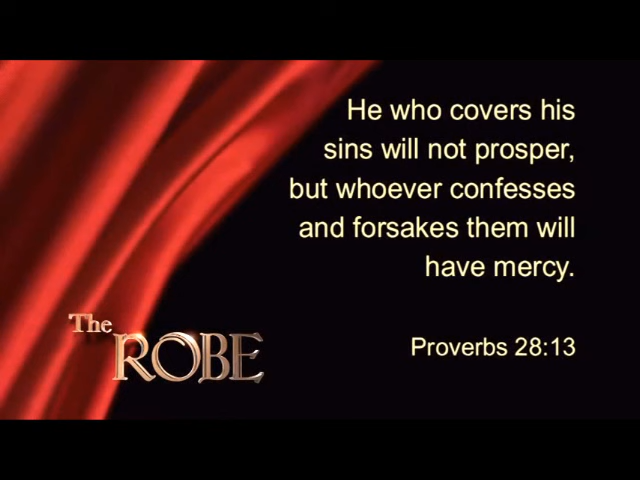 He who covers his
sins will not prosper,
but whoever confesses
and forsakes them will
have mercy.
Proverbs 28:13
The
ROBE